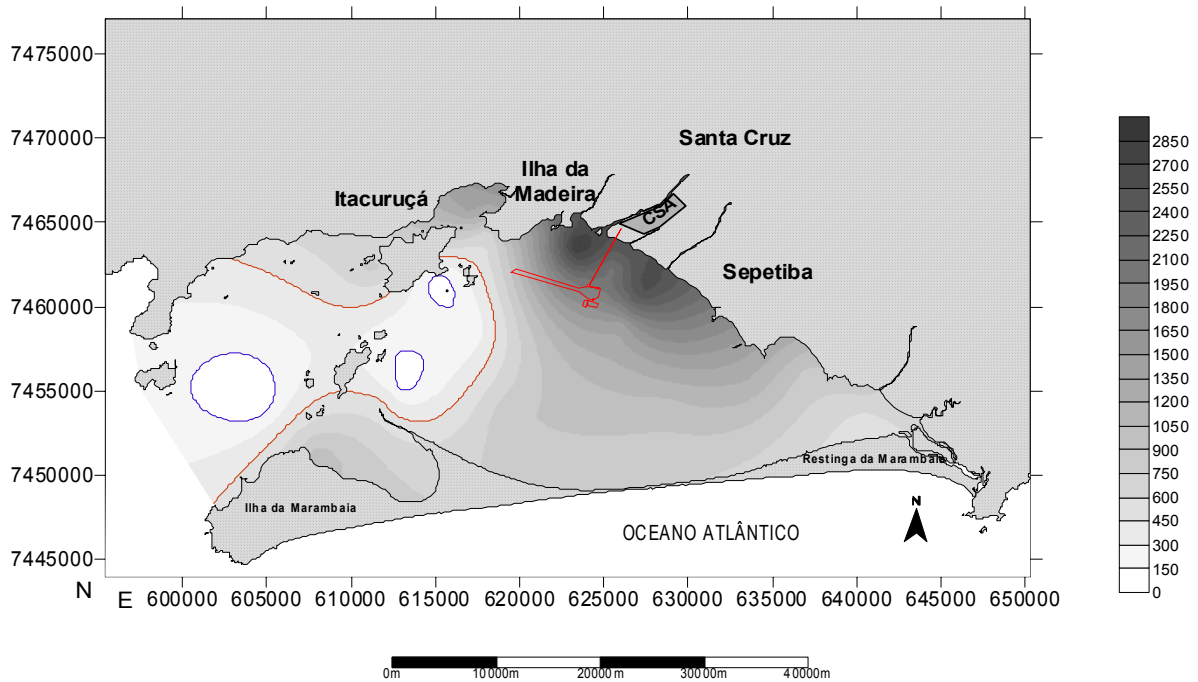 7475000
7470000
7465000
7460000
7455000
7450000
7445000
Santa Cruz
Ilha da
Madeira
Itacuruçá
CSA
Sepetiba
Restinga da Marambaia
Ilha da Marambaia
N
OCEANO ATLÂNTICO
N
E
600000 605000 610000 615000 620000 625000 630000 635000 640000 645000 650000
2850
2700
2550
2400
2250
2100
1950
1800
1650
1500
1350
1200
1050
900
750
600
450
300
150
0
0m 10000m 20000m 30000m 40000m